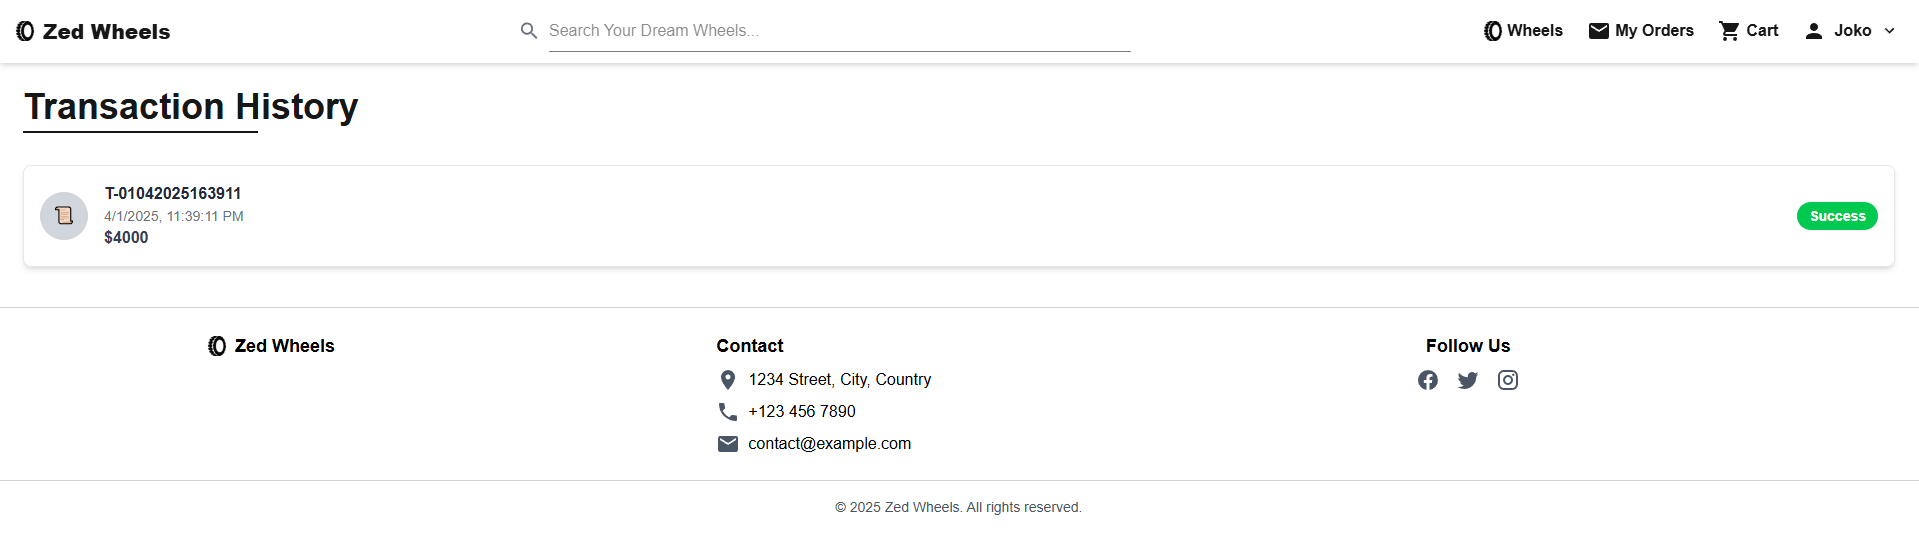 Zed Wheels
Search Your Dream Wheels...
Wheels
My Orders
Cart
Joko
Transaction History
T-01042025163911
4/1/2025, 11:39:11 PM
$4000
Success
Zed Wheels
Contact
1234 Street, City, Country
+123 456 7890
contact@example.com
Follow Us
© 2025 Zed Wheels. All rights reserved.